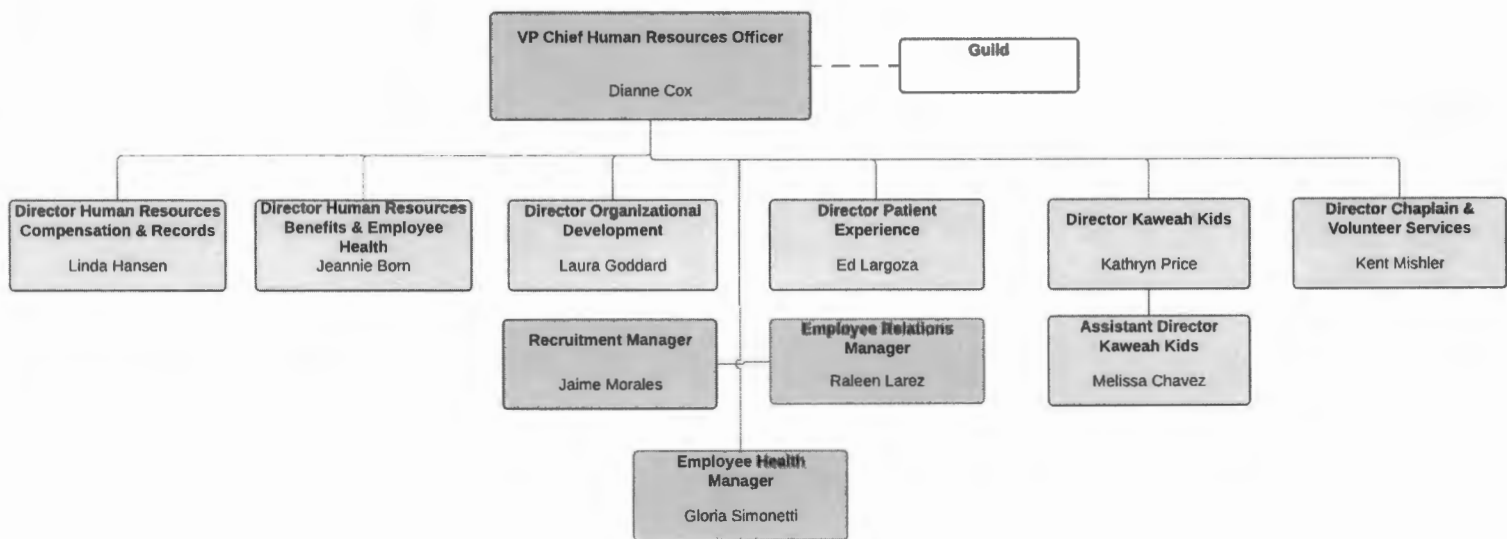 VP Chief Human Resources Officer
Dianne Cox
Guild
Director Human Resources
Compensation & Records
Linda Hansen
Director Human Resources
Benefits & Employee
Health
Jeannie Born
Director Organizational
Development
Laura Goddard
Director Patient
Experience
Ed Largoza
Director Kaweah Kids
Kathryn Price
Director Chaplain &
Volunteer Services
Kent Mishler
Recruitment Manager
Jaime Morales
Employee Relations
Manager
Raleen Larez
Assistant Director
Kaweah Kids
Melissa Chavez
Employee Health
Manager
Gloria Simonetti